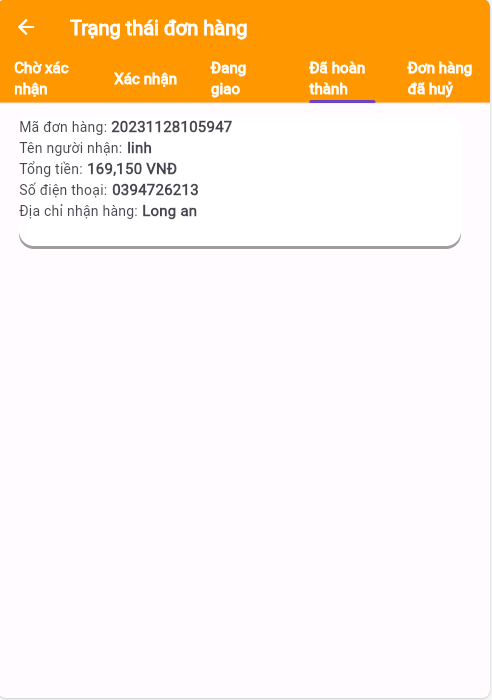 Trạng thái đơn hàng
Chờ xác nhận
Xác nhận
Đang giao
Đã hoàn thành
Đơn hàng đã huỷ
Mã đơn hàng: 20231128105947
Tên người nhận: linh
Tổng tiền: 169,150 VNĐ
Số điện thoại: 0394726213
Địa chỉ nhận hàng: Long an